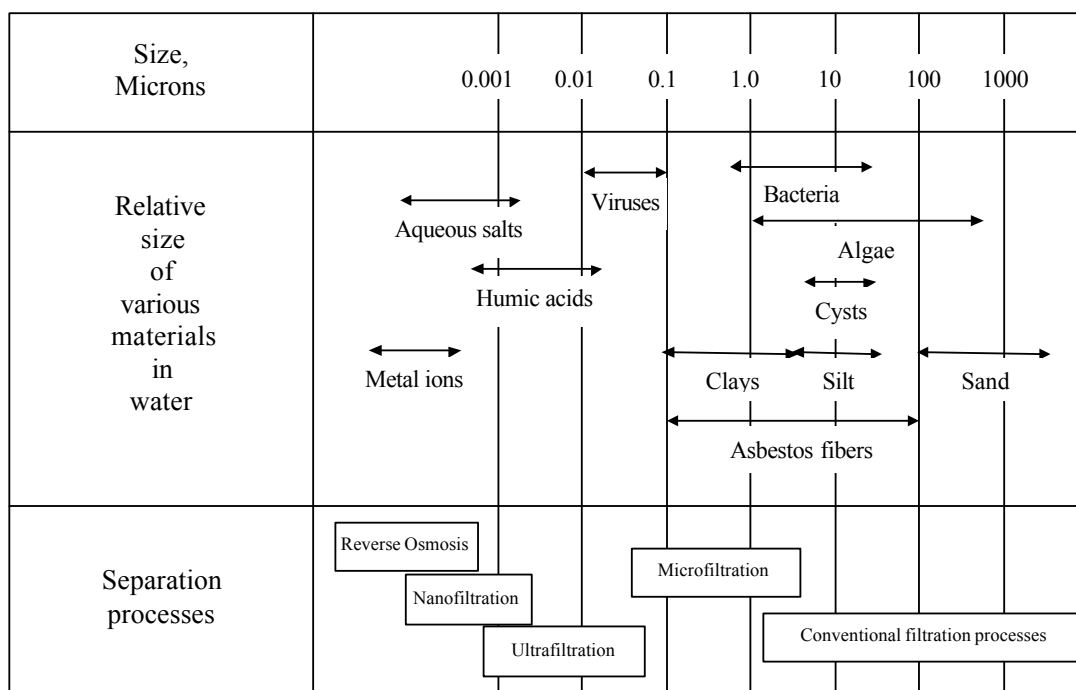 Size,
Microns
0.001 0.01 0.1 1.0 10 100 1000
Relative
size
of
various
materials
in
water
Viruses
Bacteria
Aqueous salts
Algae
Humic acids
Cysts
Metal ions
Clays
Silt
Sand
Asbestos fibers
Separation
processes
Reverse Osmosis
Microfiltration
Nanofiltration
Conventional filtration processes
Ultrafiltration